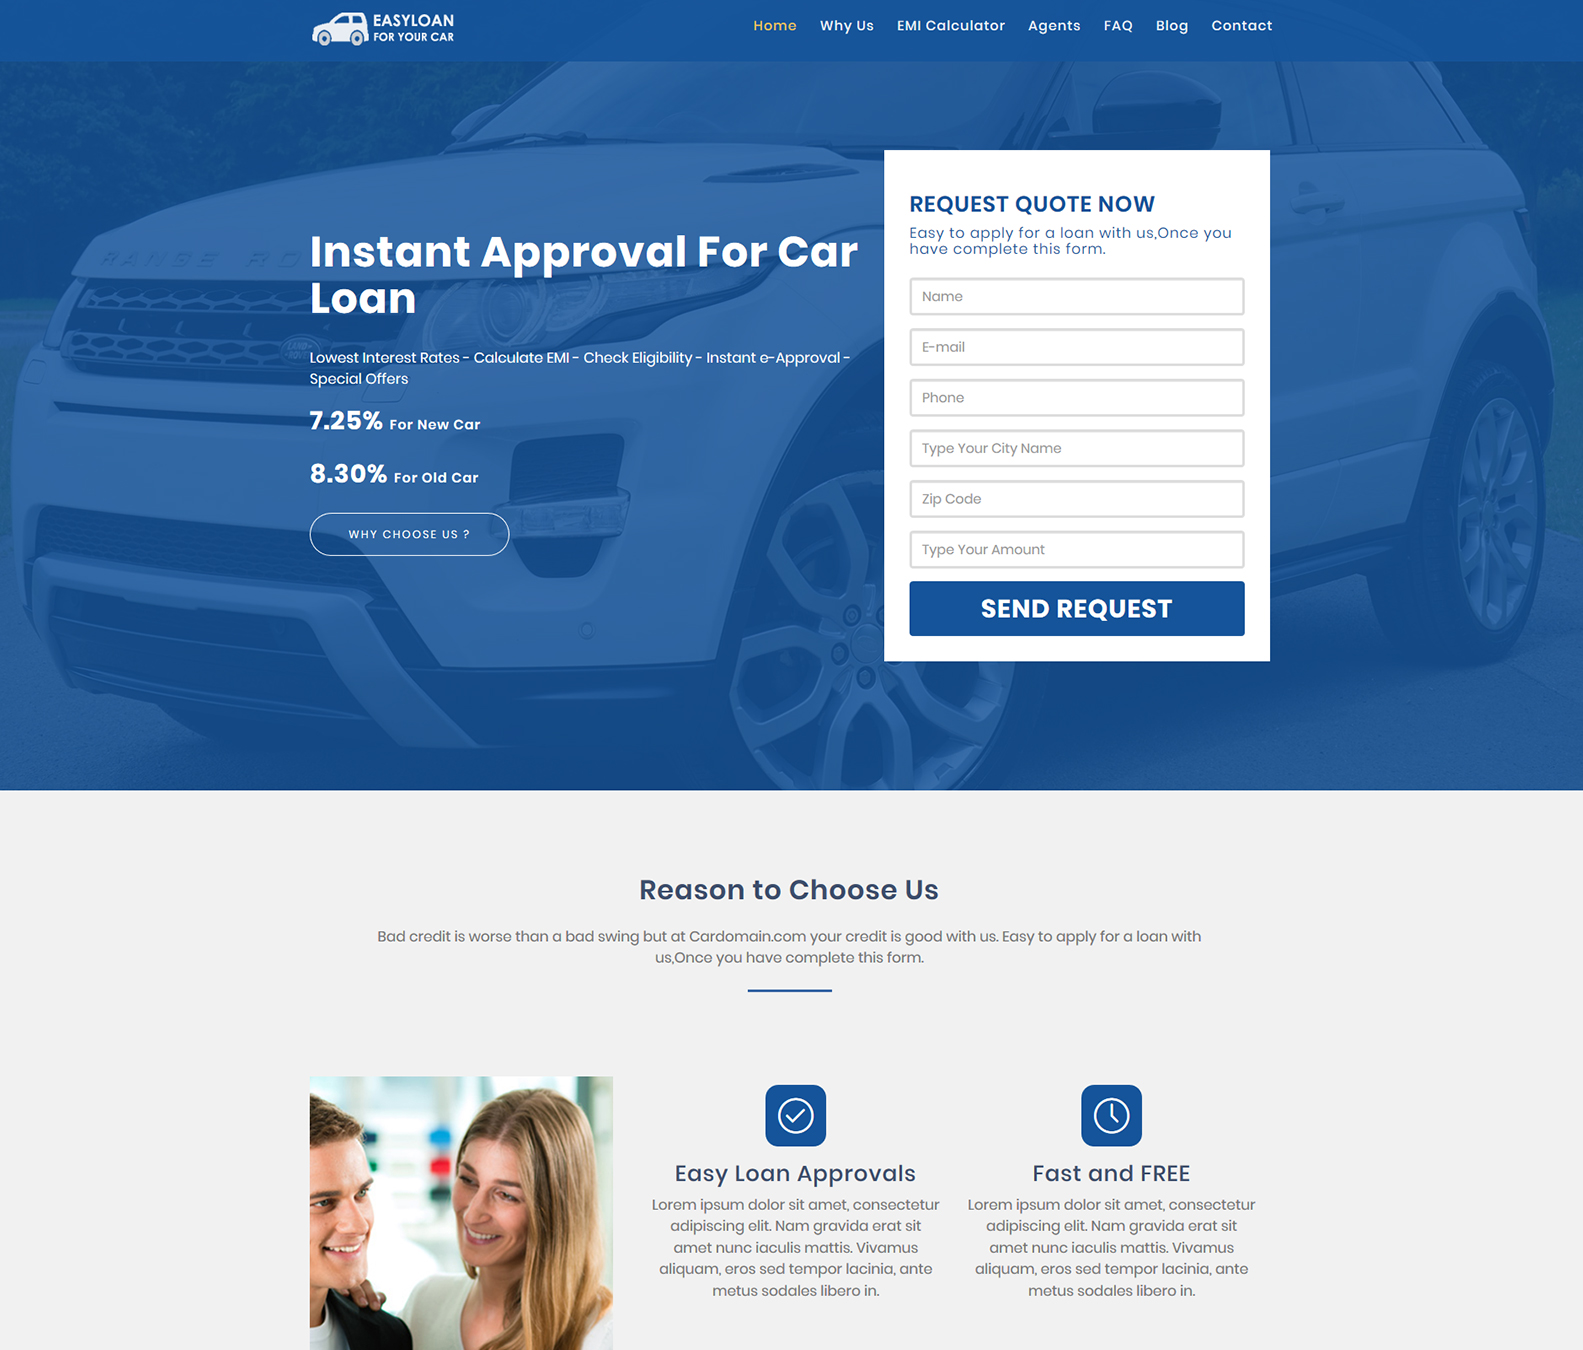 EASYLOAN
FOR YOUR CAR
Home Why Us EMI Calculator Agents FAQ Blog Contact
RANGE RO
Instant Approval For Car
Loan
Lowest Interest Rates - Calculate EMI - Check Eligibility - Instant e-Approval -
Special Offers
7.25% For New Car
8.30% For Old Car
WHY CHOOSE US ?
REQUEST QUOTE NOW
Easy to apply for a loan with us,Once you
have complete this form.
Name
E-mail
Phone
Type Your City Name
Zip Code
Type Your Amount
SEND REQUEST
Reason to Choose Us
Bad credit is worse than a bad swing but at Cardomain.com your credit is good with us. Easy to apply for a loan with
us,Once you have complete this form.
Easy Loan Approvals
Lorem ipsum dolor sit amet, consectetur
adipiscing elit. Nam gravida erat sit
amet nunc iaculis mattis. Vivamus
aliquam, eros sed tempor lacinia, ante
metus sodales libero in.
Fast and FREE
Lorem ipsum dolor sit amet, consectetur
adipiscing elit. Nam gravida erat sit
amet nunc iaculis mattis. Vivamus
aliquam, eros sed tempor lacinia, ante
metus sodales libero in.